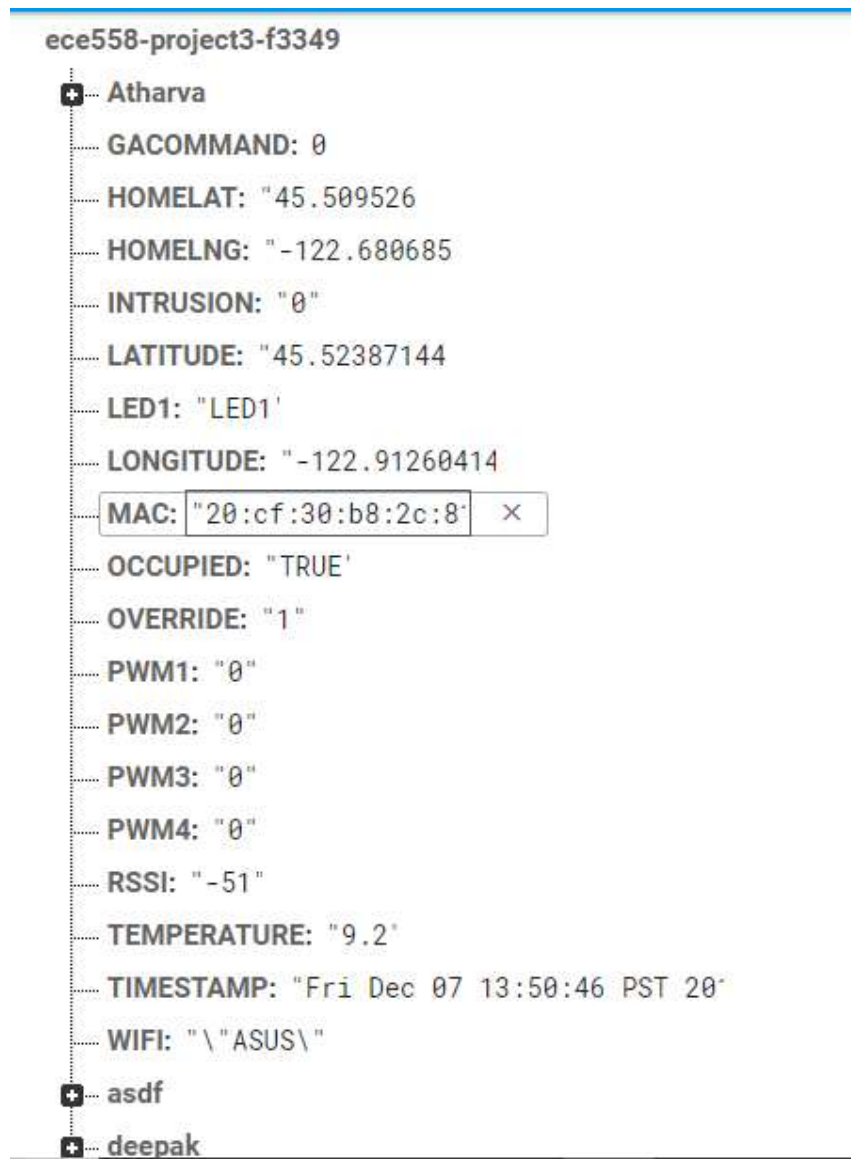 ece558-project3-f3349
Atharva
GACOMMAND: 0
HOMELAT: "45.509526
HOMELNG: "-122.680685
INTRUSION: "0"
LATITUDE: "45.52387144
LED1: "LED1'
LONGITUDE: "-122.91260414
MAC: "20:cf:30:b8:2c:8
OCCUPIED: "TRUE'
OVERRIDE: "1"
PWM1: "0"
PWM2: "0"
PWM3: "0"
PWM4: "0"
RSSI: "-51"
TEMPERATURE: "9.2'
TIMESTAMP: "Fri Dec 07 13:50:46 PST 20
WIFI: "\"ASUS\"
asdf
deepak